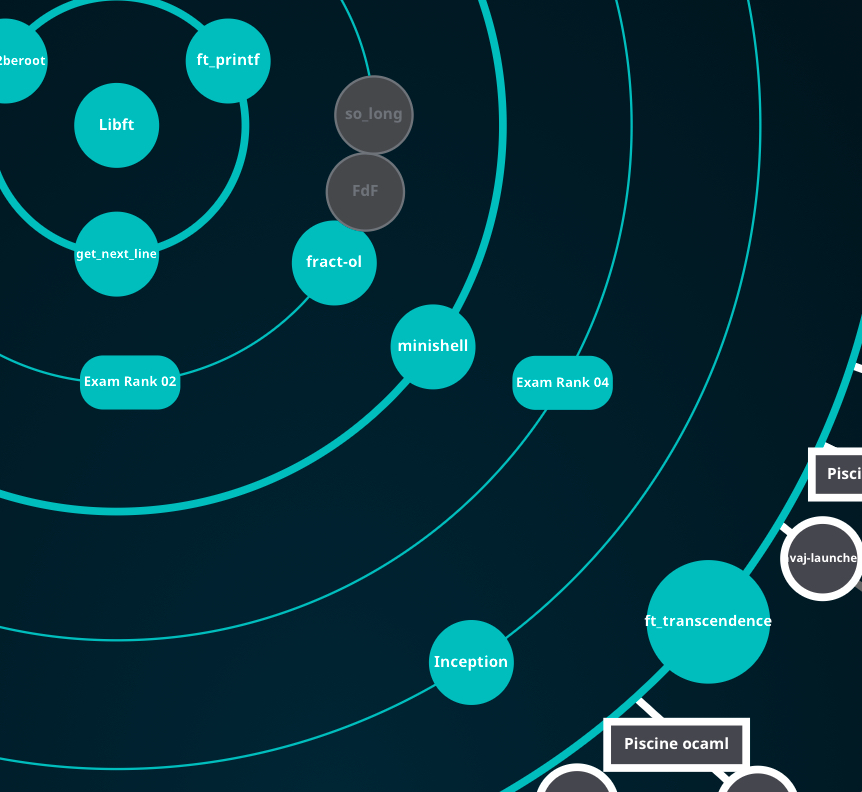 2beroot
ft_printf
so_long
Libft
FdF
get_next_line
fract-ol
minishell
Exam Rank 02
Exam Rank 04
Pisci
vaj-launche
ft_transcendence
Inception
Piscine ocaml